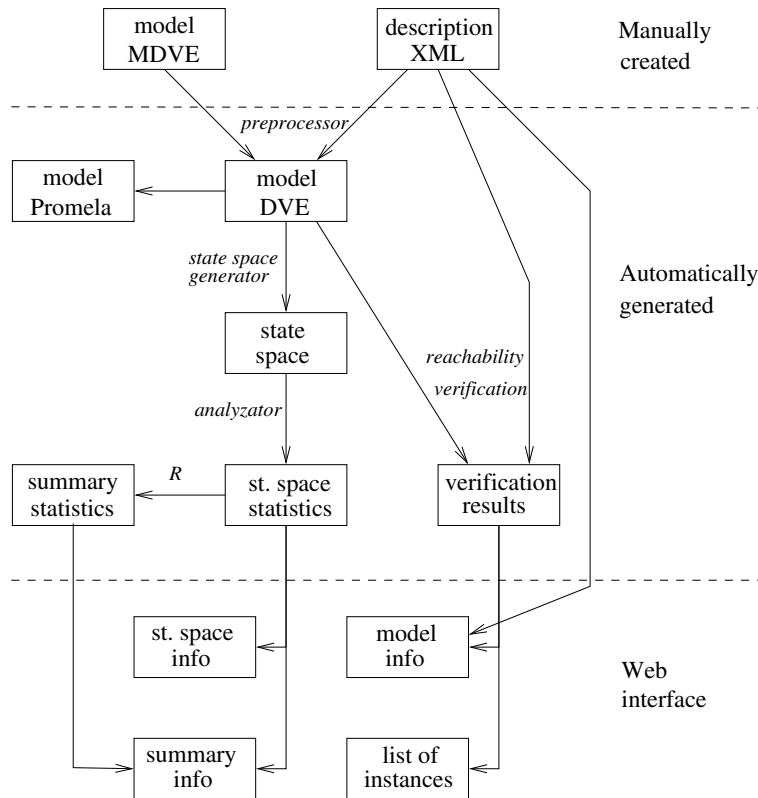 model
MDVE
description
XML
Manually
created
preprocessor
model
Promela
model
DVE
state space
generator
Automatically
generated
state
space
reachability
verification
analyzator
summary
statistics
R
st. space
statistics
verification
results
st. space
info
model
info
Web
interface
summary
info
list of
instances